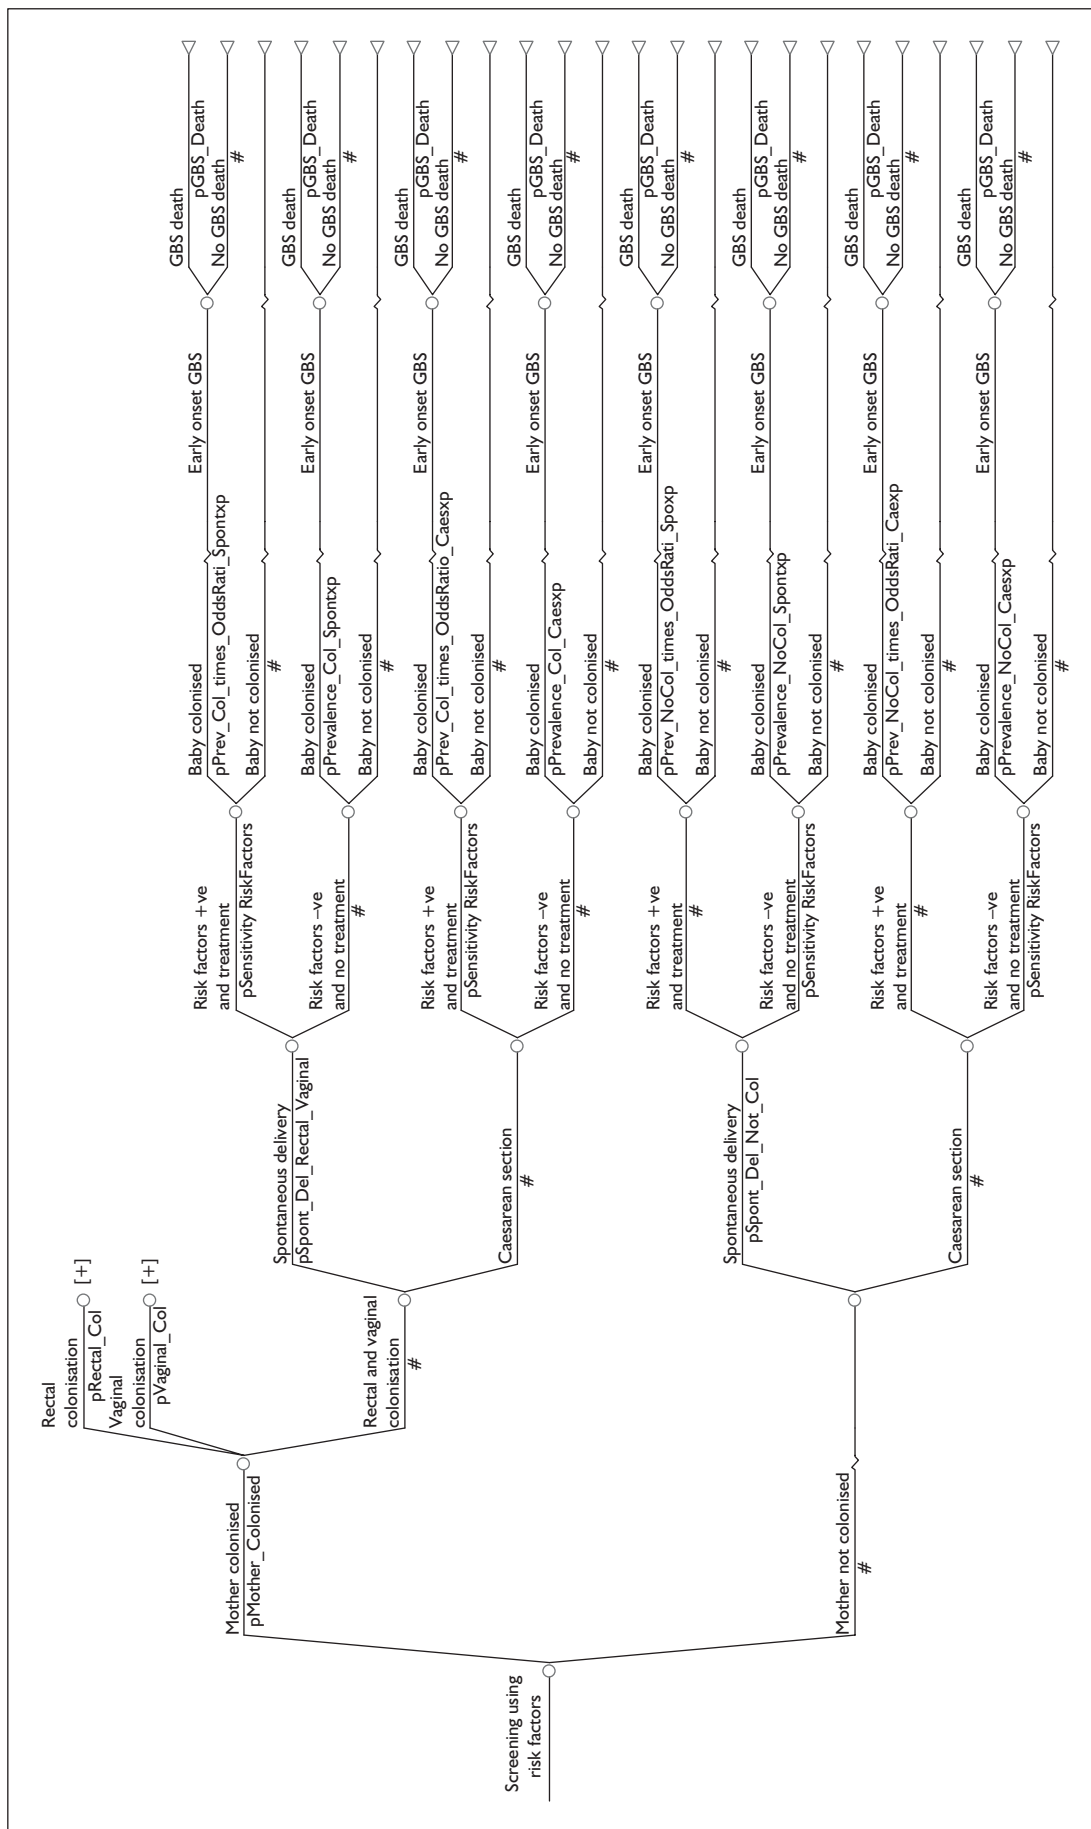 Screening using
risk factors
Mother colonised
pMother_Colonised
Mother not colonised
#
Rectal
colonisation
pRectal_Col
[+]
Vaginal
colonisation
pVaginal_Col
[+]
Rectal and vaginal
colonisation
#
Spontaneous delivery
pSpont_Del_Rectal_Vaginal
Caesarean section
#
Spontaneous delivery
pSpont_Del_Not_Col
Caesarean section
#
Risk factors +ve
and treatment
pSensitivity RiskFactors
Risk factors –ve
and no treatment
#
Risk factors +ve
and treatment
pSensitivity RiskFactors
Risk factors –ve
and no treatment
#
Risk factors +ve
and treatment
#
Risk factors –ve
and no treatment
pSensitivity RiskFactors
Risk factors +ve
and treatment
#
Risk factors –ve
and no treatment
pSensitivity RiskFactors
Baby colonised
pPrev_Col_times_OddsRati_Spontxp
Baby not colonised
#
Baby colonised
pPrevalence_Col_Spontxp
Baby not colonised
#
Baby colonised
pPrev_Col_times_OddsRatio_Caesxp
Baby not colonised
#
Baby colonised
pPrevalence_Col_Caesxp
Baby not colonised
#
Baby colonised
pPrev_NoCol_times_OddsRati_Spoxp
Baby not colonised
#
Baby colonised
pPrevalence_NoCol_Spontxp
Baby not colonised
#
Baby colonised
pPrev_NoCol_times_OddsRati_Caexp
Baby not colonised
#
Baby colonised
pPrevalence_NoCol_Caesxp
Baby not colonised
#
Early onset GBS
Early onset GBS
Early onset GBS
Early onset GBS
Early onset GBS
Early onset GBS
Early onset GBS
Early onset GBS
GBS death
pGBS_Death
No GBS death
#
GBS death
pGBS_Death
No GBS death
#
GBS death
pGBS_Death
No GBS death
#
GBS death
pGBS_Death
No GBS death
#
GBS death
pGBS_Death
No GBS death
#
GBS death
pGBS_Death
No GBS death
#
GBS death
pGBS_Death
No GBS death
#
GBS death
pGBS_Death
No GBS death
#